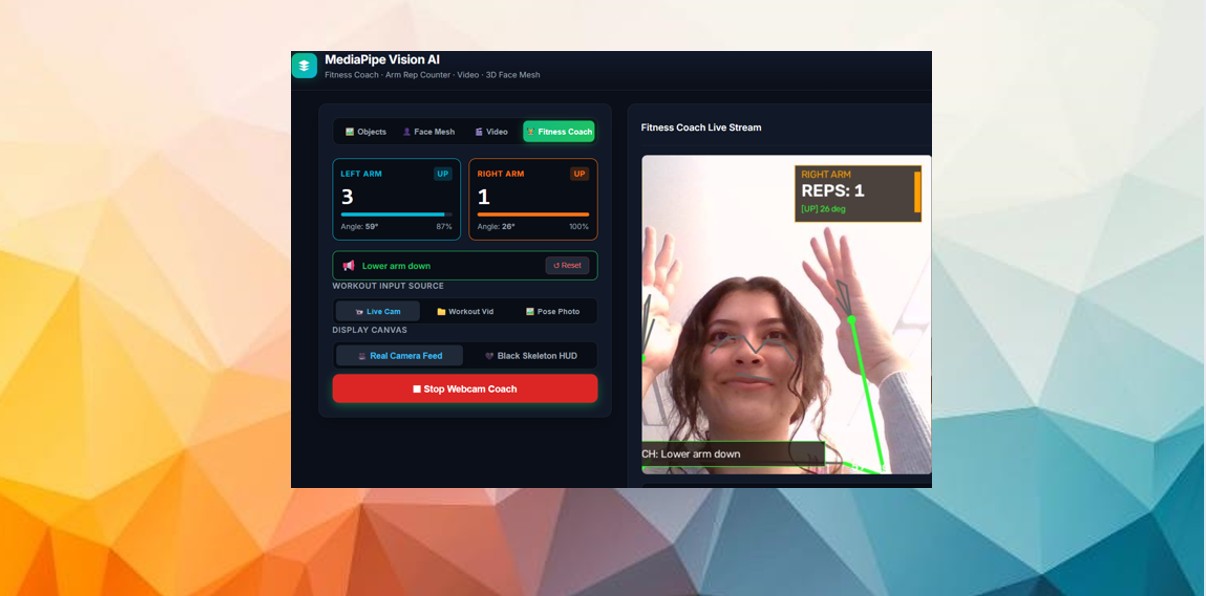 MediaPipe Vision AI
Fitness Coach · Arm Rep Counter · Video · 3D Face Mesh
Objects Face Mesh Video Fitness Coach
LEFT ARM UP
3
Angle: 59° 87%
RIGHT ARM UP
1
Angle: 26° 100%
Lower arm down Reset
WORKOUT INPUT SOURCE
Live Cam Workout Vid Pose Photo
DISPLAY CANVAS
Real Camera Feed Black Skeleton HUD
Stop Webcam Coach
Fitness Coach Live Stream
RIGHT ARM
REPS: 1
[UP] 26 deg
CH: Lower arm down